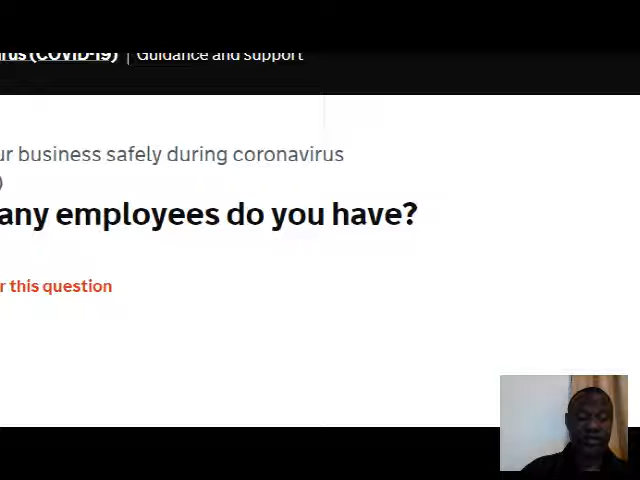 rus (COVID-19) | Guidance and support
ur business safely during coronavirus
)
any employees do you have?
r this question